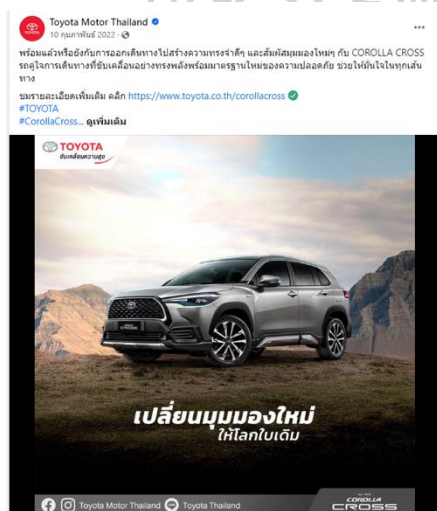 Toyota Motor Thailand
10 กุมภาพันธ์ 2022
พร้อมแล้วหรือยังกับการออกเดินทางไปสร้างความทรงจำดีๆ และสัมผัสมุมมองใหม่ๆ กับ COROLLA CROSS
รถคู่ใจการเดินทางที่ขับเคลื่อนอย่างทรงพลังพร้อมมาตรฐานใหม่ของความปลอดภัย ช่วยให้มั่นใจในทุกเส้น
ทาง
ชมรายละเอียดเพิ่มเติม คลิก https://www.toyota.co.th/corollacross
#TOYOTA
#CorollaCross... ดูเพิ่มเติม
TOYOTA
ขับเคลื่อนความสุข
เปลี่ยนมุมมองใหม่
ให้โลกใบเดิม
Toyota Motor Thailand Toyota Thailand
COROLLA
CROSS